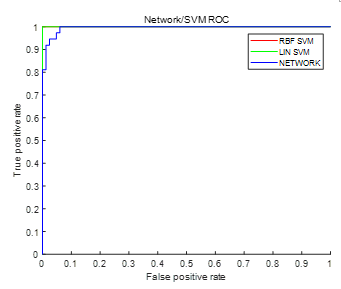 Network/SVM ROC
RBF SVM
LIN SVM
NETWORK
True positive rate
1
0.9
0.8
0.7
0.6
0.5
0.4
0.3
0.2
0.1
0
0 0.1 0.2 0.3 0.4 0.5 0.6 0.7 0.8 0.9 1
False positive rate